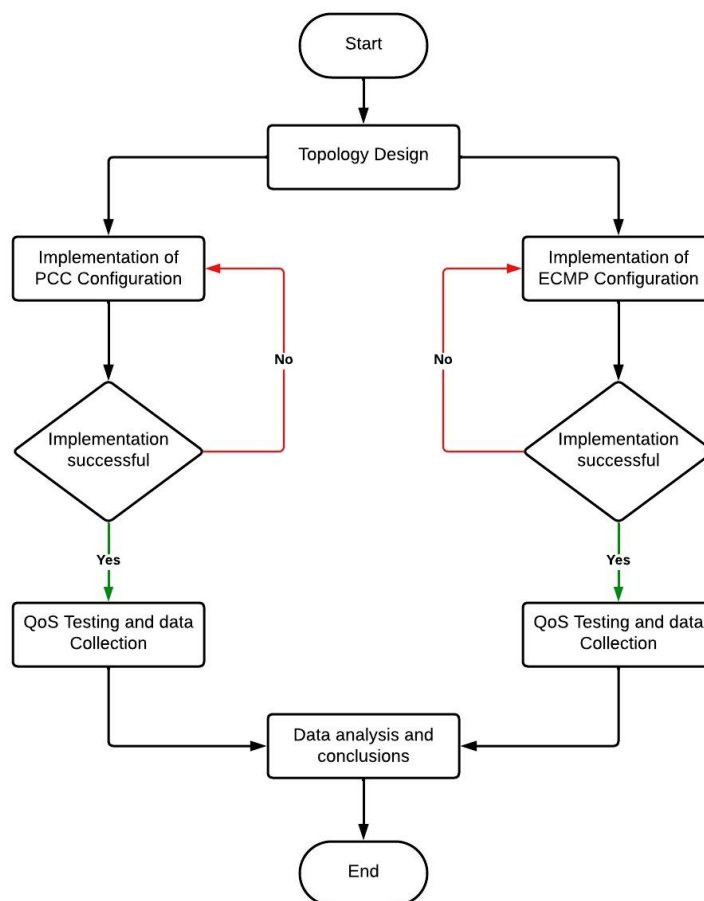 Start
Topology Design
Implementation of
PCC Configuration
Implementation of
ECMP Configuration
No
No
Implementation
successful
Implementation
successful
Yes
Yes
QoS Testing and data
Collection
QoS Testing and data
Collection
Data analysis and
conclusions
End